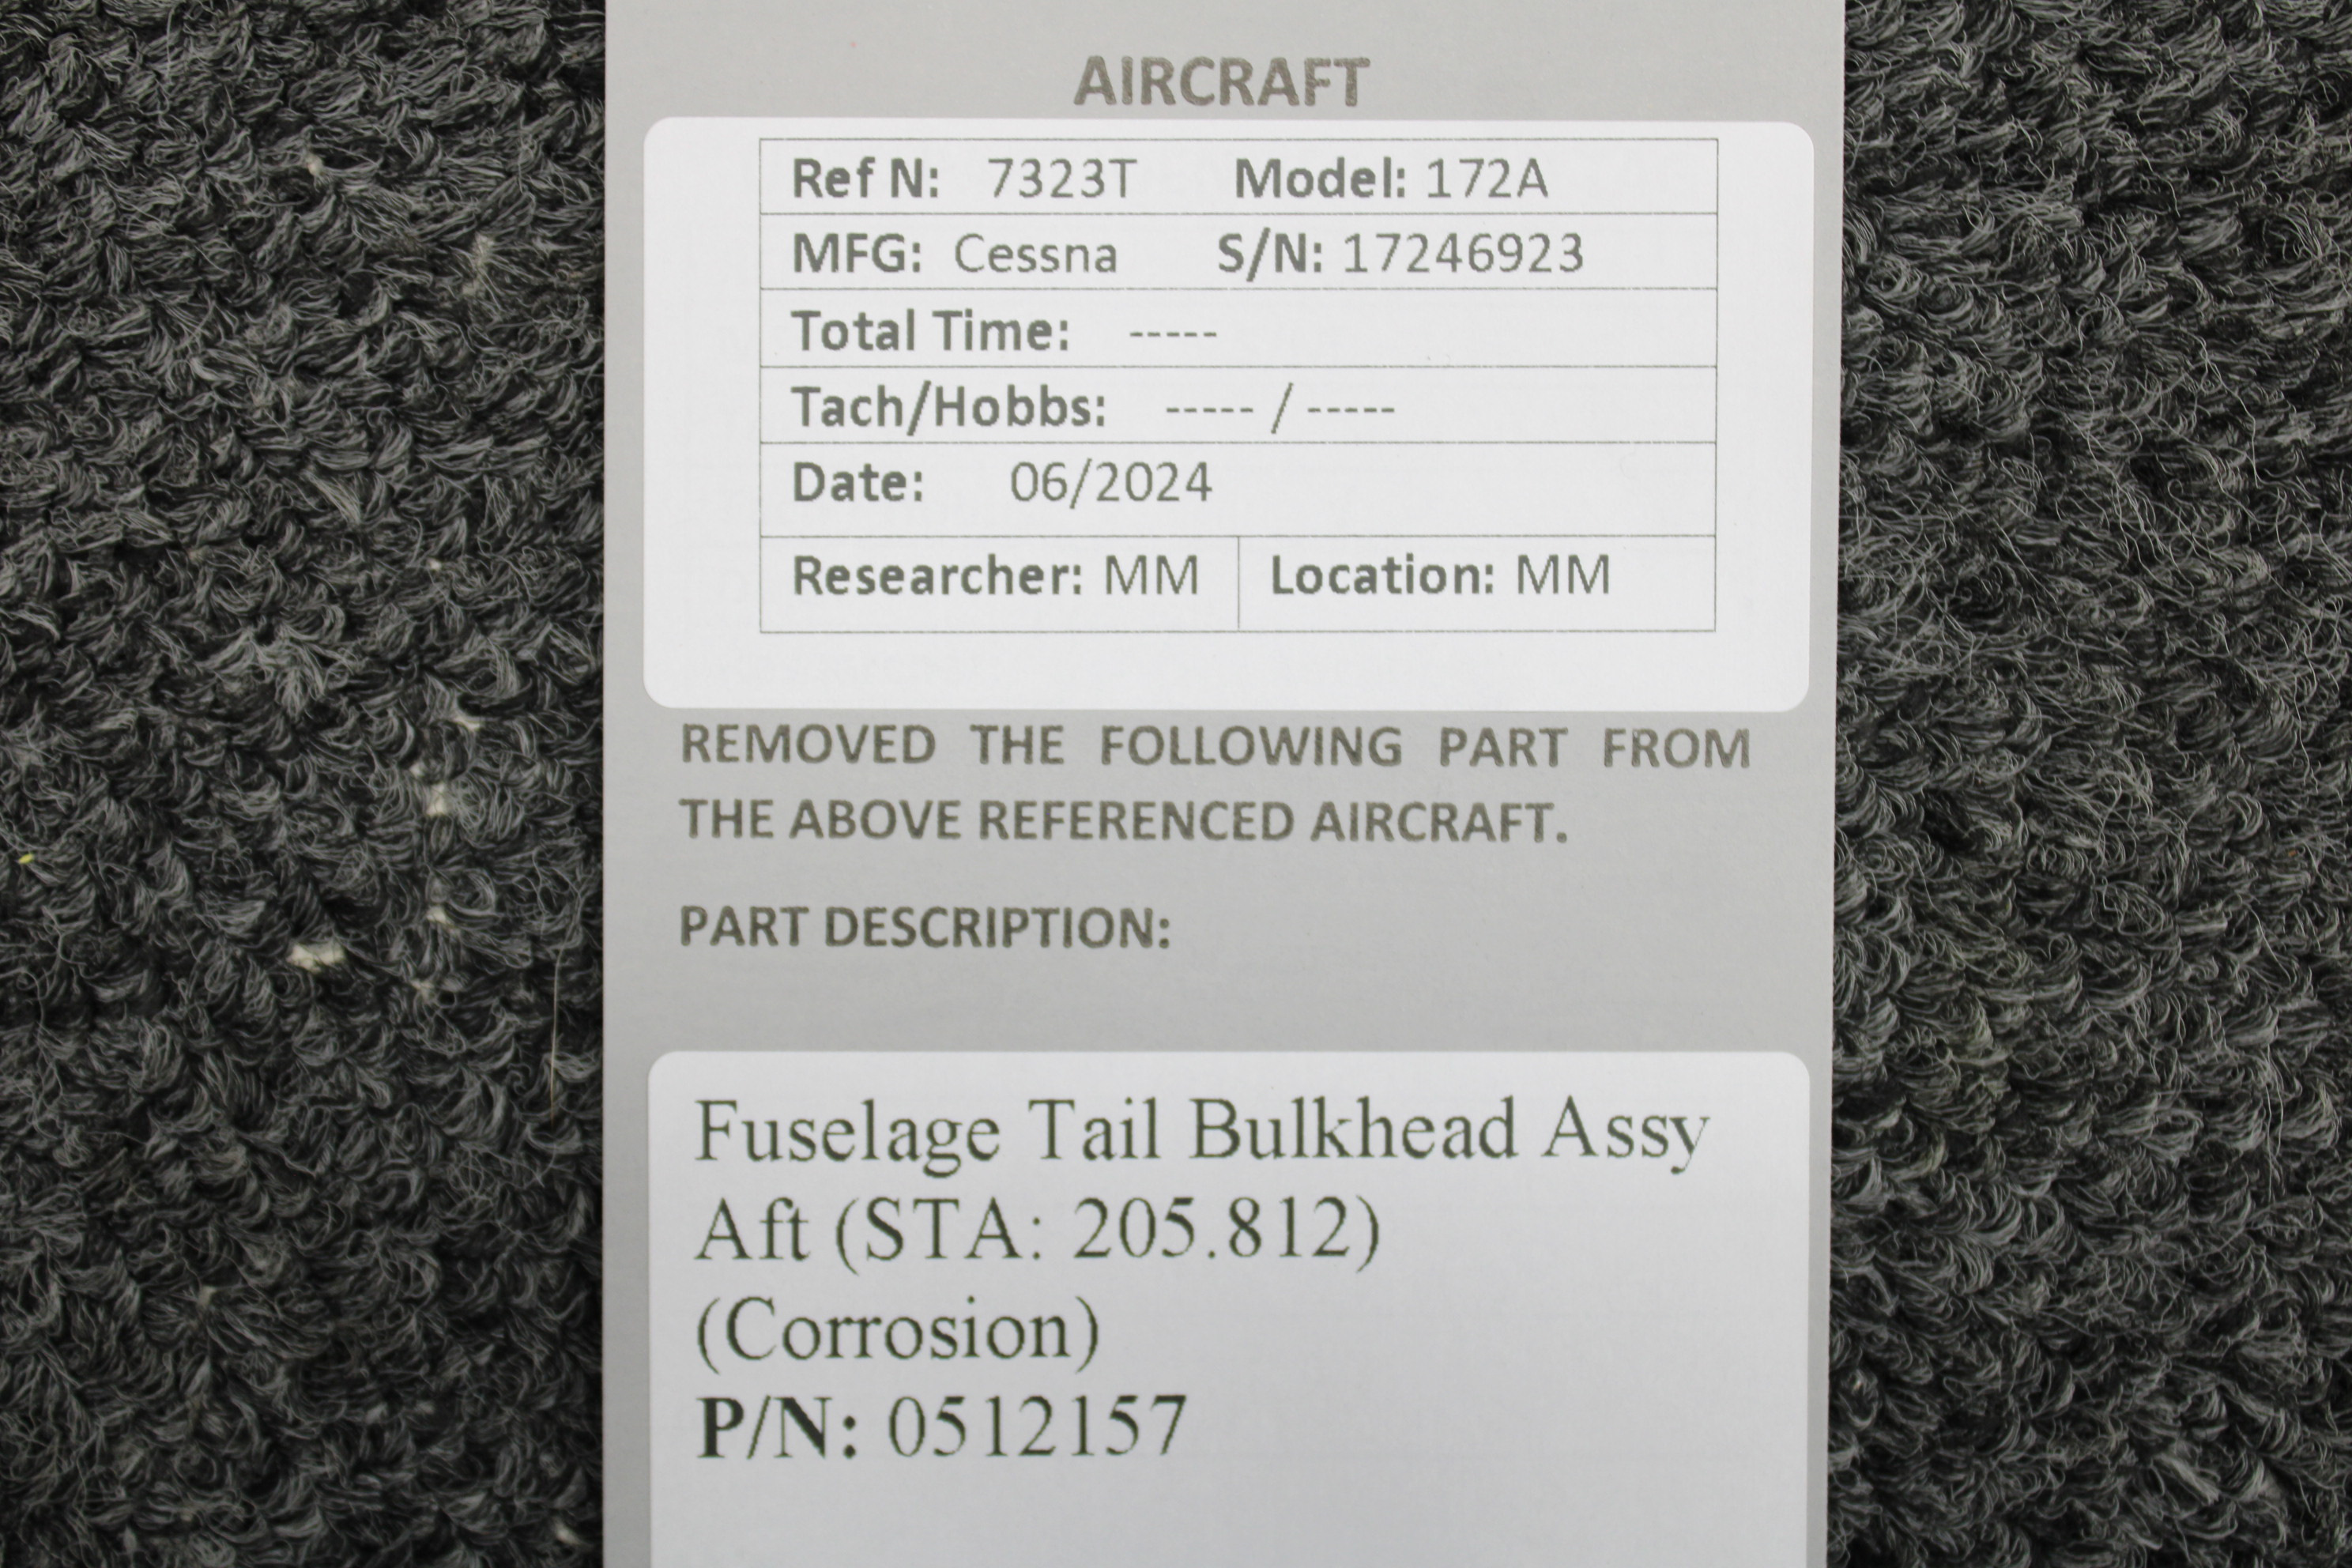 AIRCRAFT
Ref N: 7323T Model: 172A
MFG: Cessna S/N: 17246923
Total Time: -----
Tach/Hobbs: ----- / -----
Date: 06/2024
Researcher: MM Location: MM
REMOVED THE FOLLOWING PART FROM
THE ABOVE REFERENCED AIRCRAFT.
PART DESCRIPTION:
Fuselage Tail Bulkhead Assy
Aft (STA: 205.812)
(Corrosion)
P/N: 0512157